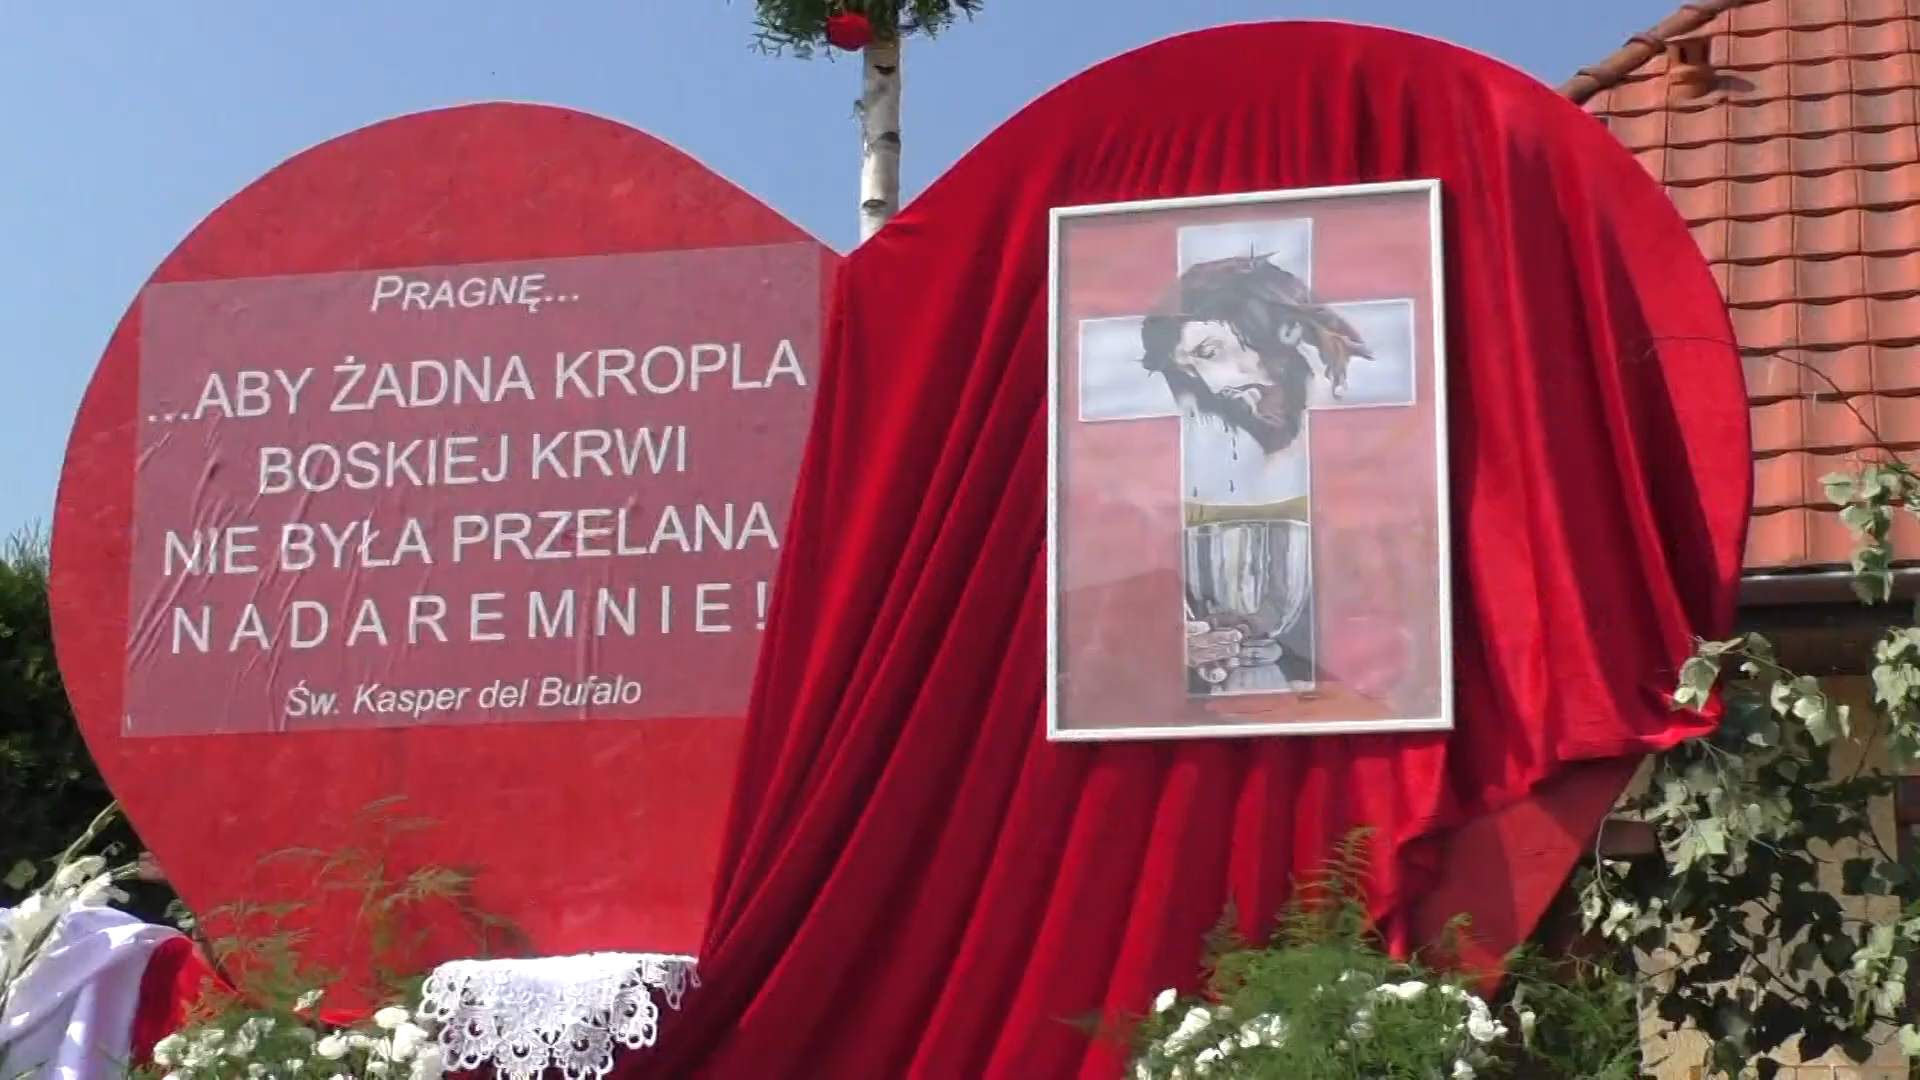 PRAGNĘ...
...ABY ŻADNA KROPLA
BOSKIEJ KRWI
NIE BYŁA PRZELANA
NADAREMNIE!
Św. Kasper del Bufalo